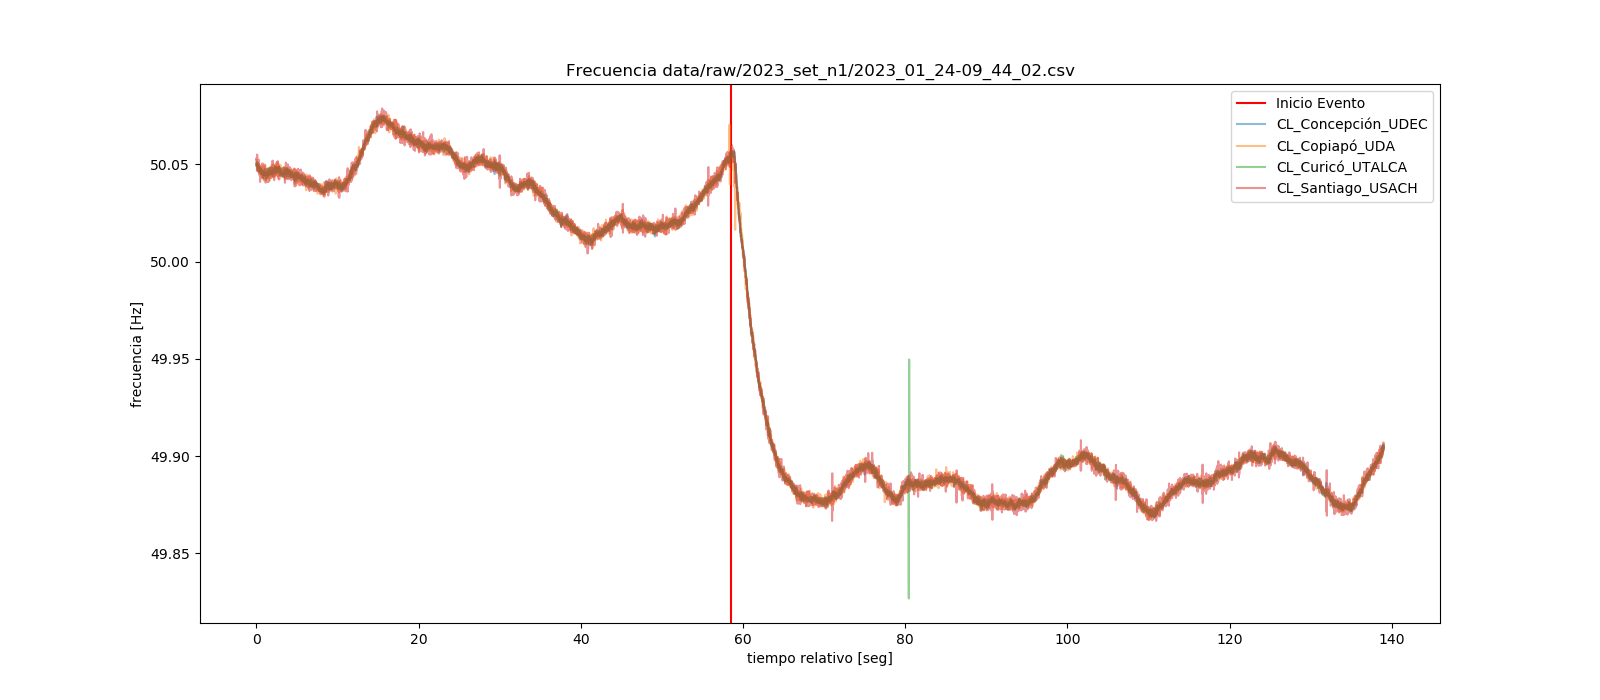 Frecuencia data/raw/2023_set_n1/2023_01_24-09_44_02.csv
Inicio Evento
CL_Concepción_UDEC
CL_Copiapó_UDA
CL_Curicó_UTALCA
CL_Santiago_USACH
frecuencia [Hz]
50.05
50.00
49.95
49.90
49.85
0 20 40 60 80 100 120 140
tiempo relativo [seg]